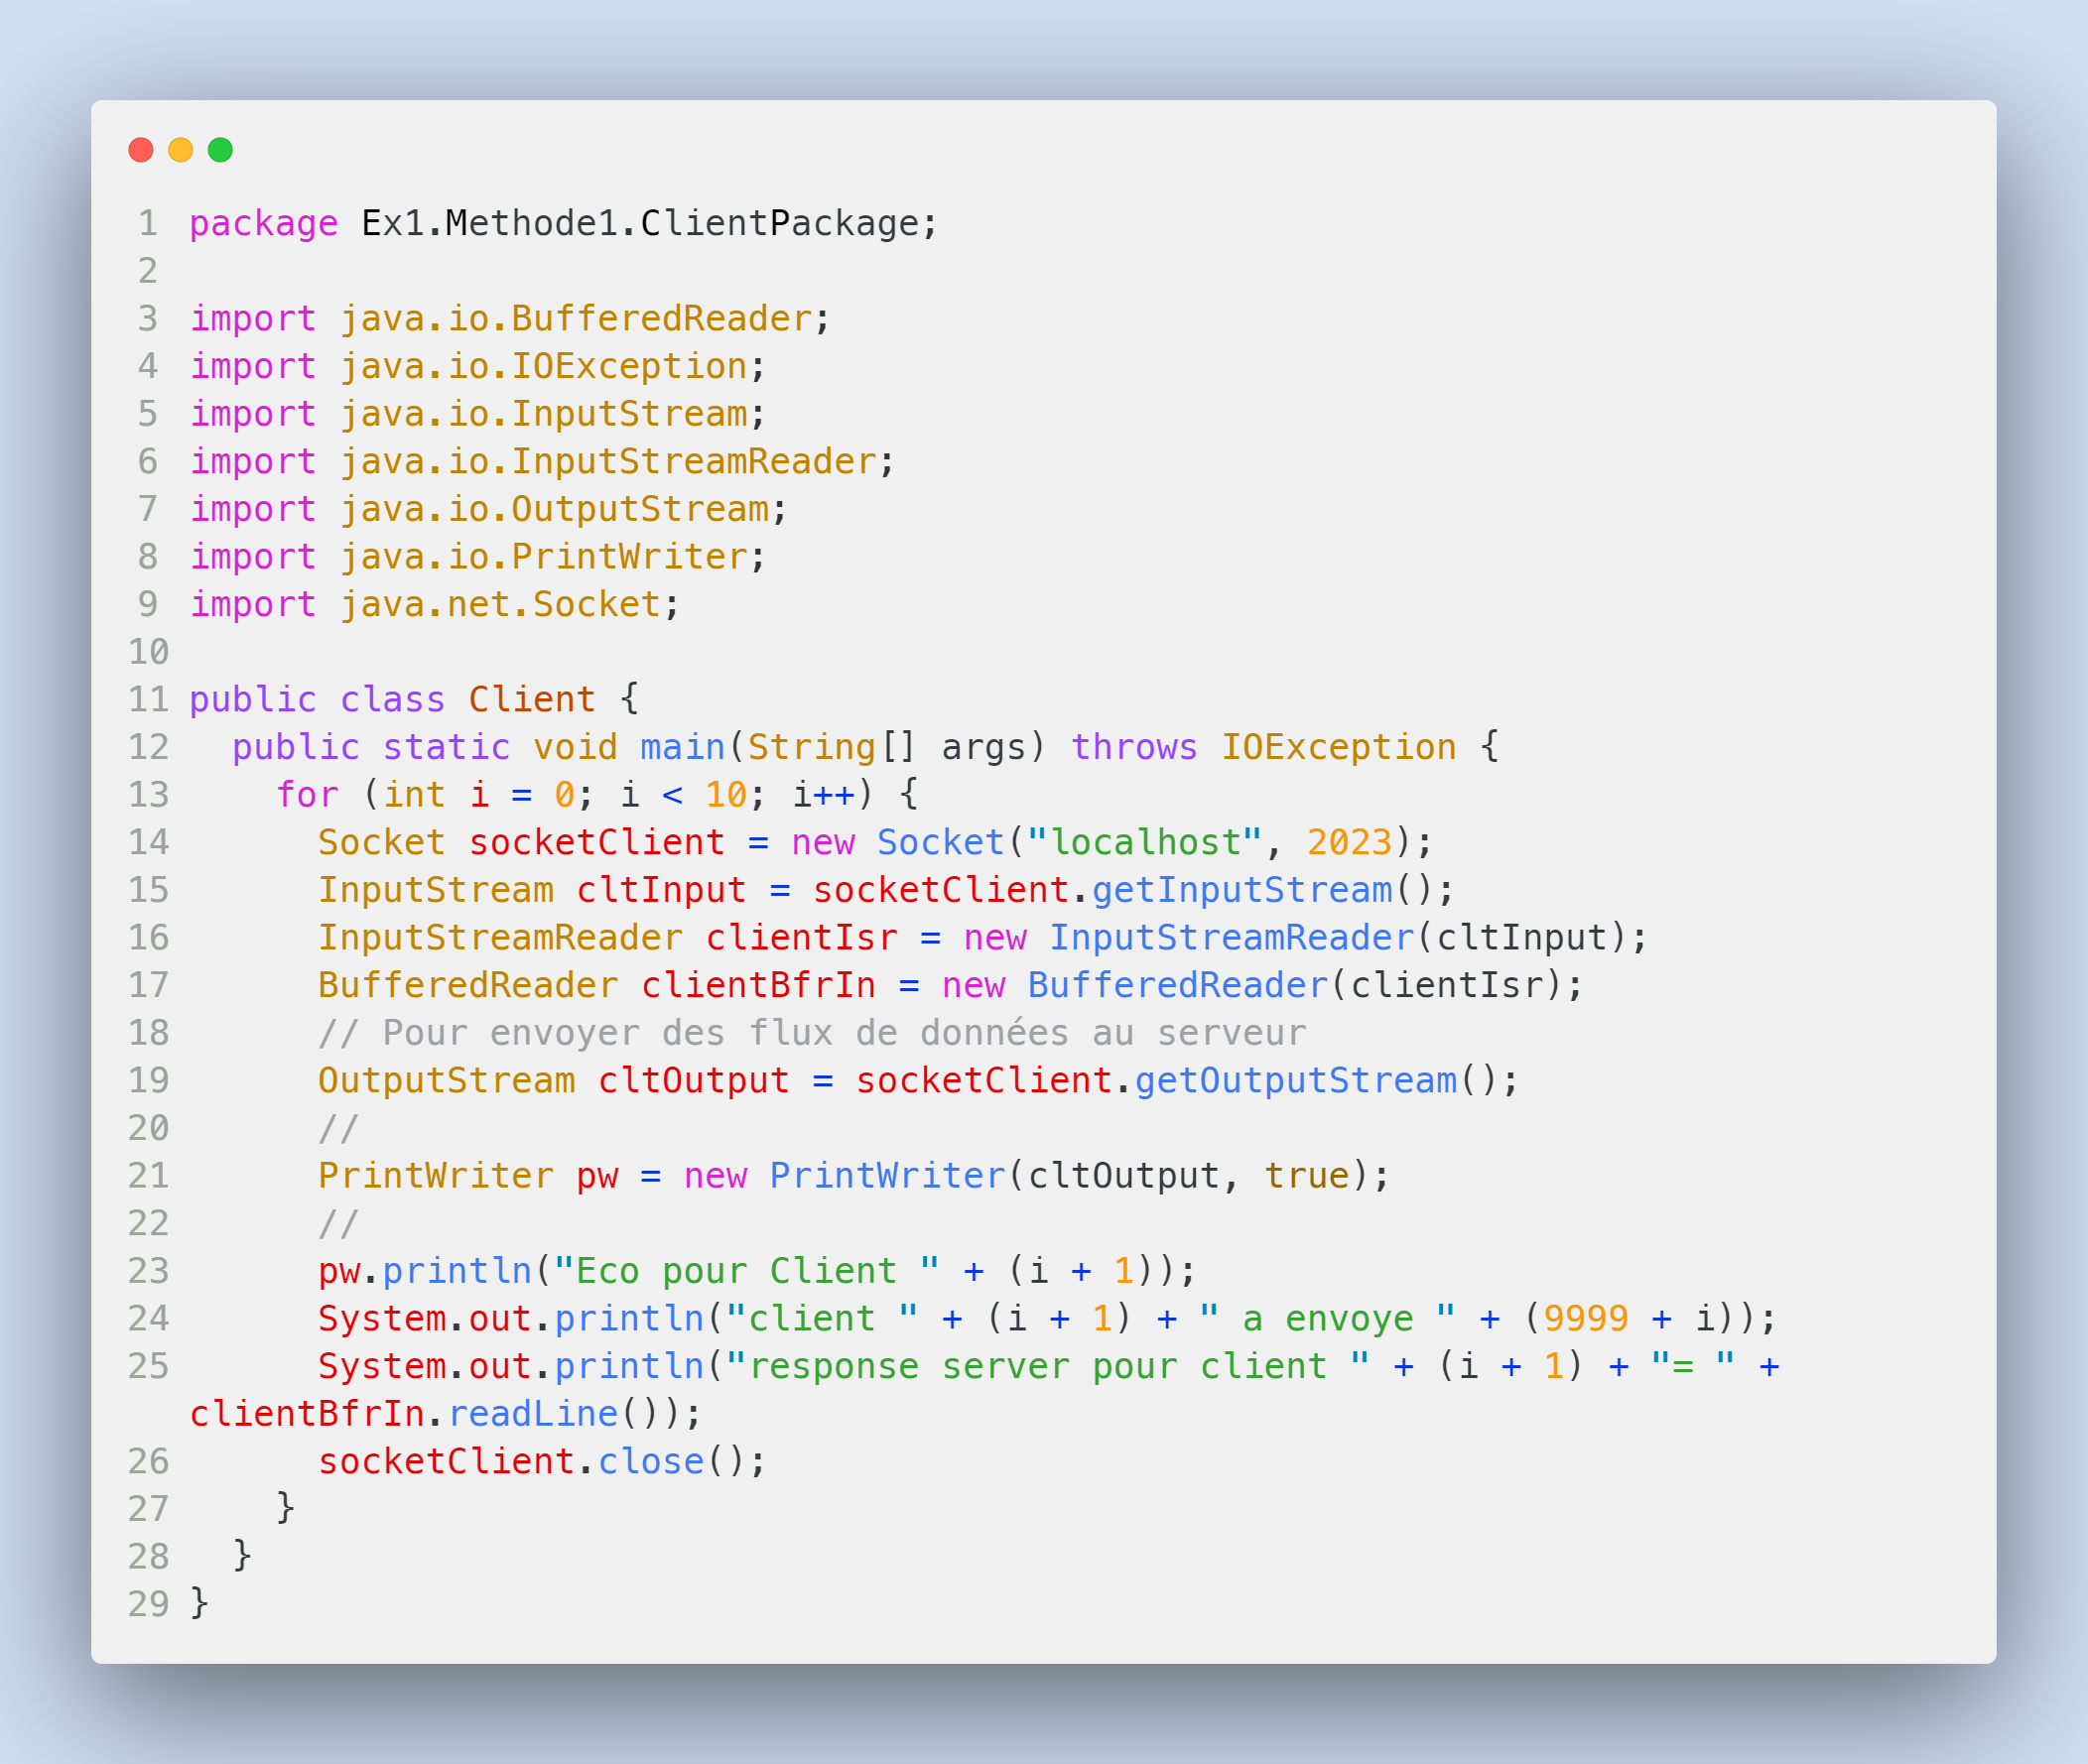 1 package Ex1.Methode1.ClientPackage;
2
3 import java.io.BufferedReader;
4 import java.io.IOException;
5 import java.io.InputStream;
6 import java.io.InputStreamReader;
7 import java.io.OutputStream;
8 import java.io.PrintWriter;
9 import java.net.Socket;
10
11 public class Client {
12   public static void main(String[] args) throws IOException {
13     for (int i = 0; i < 10; i++) {
14       Socket socketClient = new Socket("localhost", 2023);
15       InputStream cltInput = socketClient.getInputStream();
16       InputStreamReader clientIsr = new InputStreamReader(cltInput);
17       BufferedReader clientBfrIn = new BufferedReader(clientIsr);
18       // Pour envoyer des flux de données au serveur
19       OutputStream cltOutput = socketClient.getOutputStream();
20       //
21       PrintWriter pw = new PrintWriter(cltOutput, true);
22       //
23       pw.println("Eco pour Client " + (i + 1));
24       System.out.println("client " + (i + 1) + " a envoye " + (9999 + i));
25       System.out.println("response server pour client " + (i + 1) + "= " +
clientBfrIn.readLine());
26       socketClient.close();
27     }
28   }
29 }